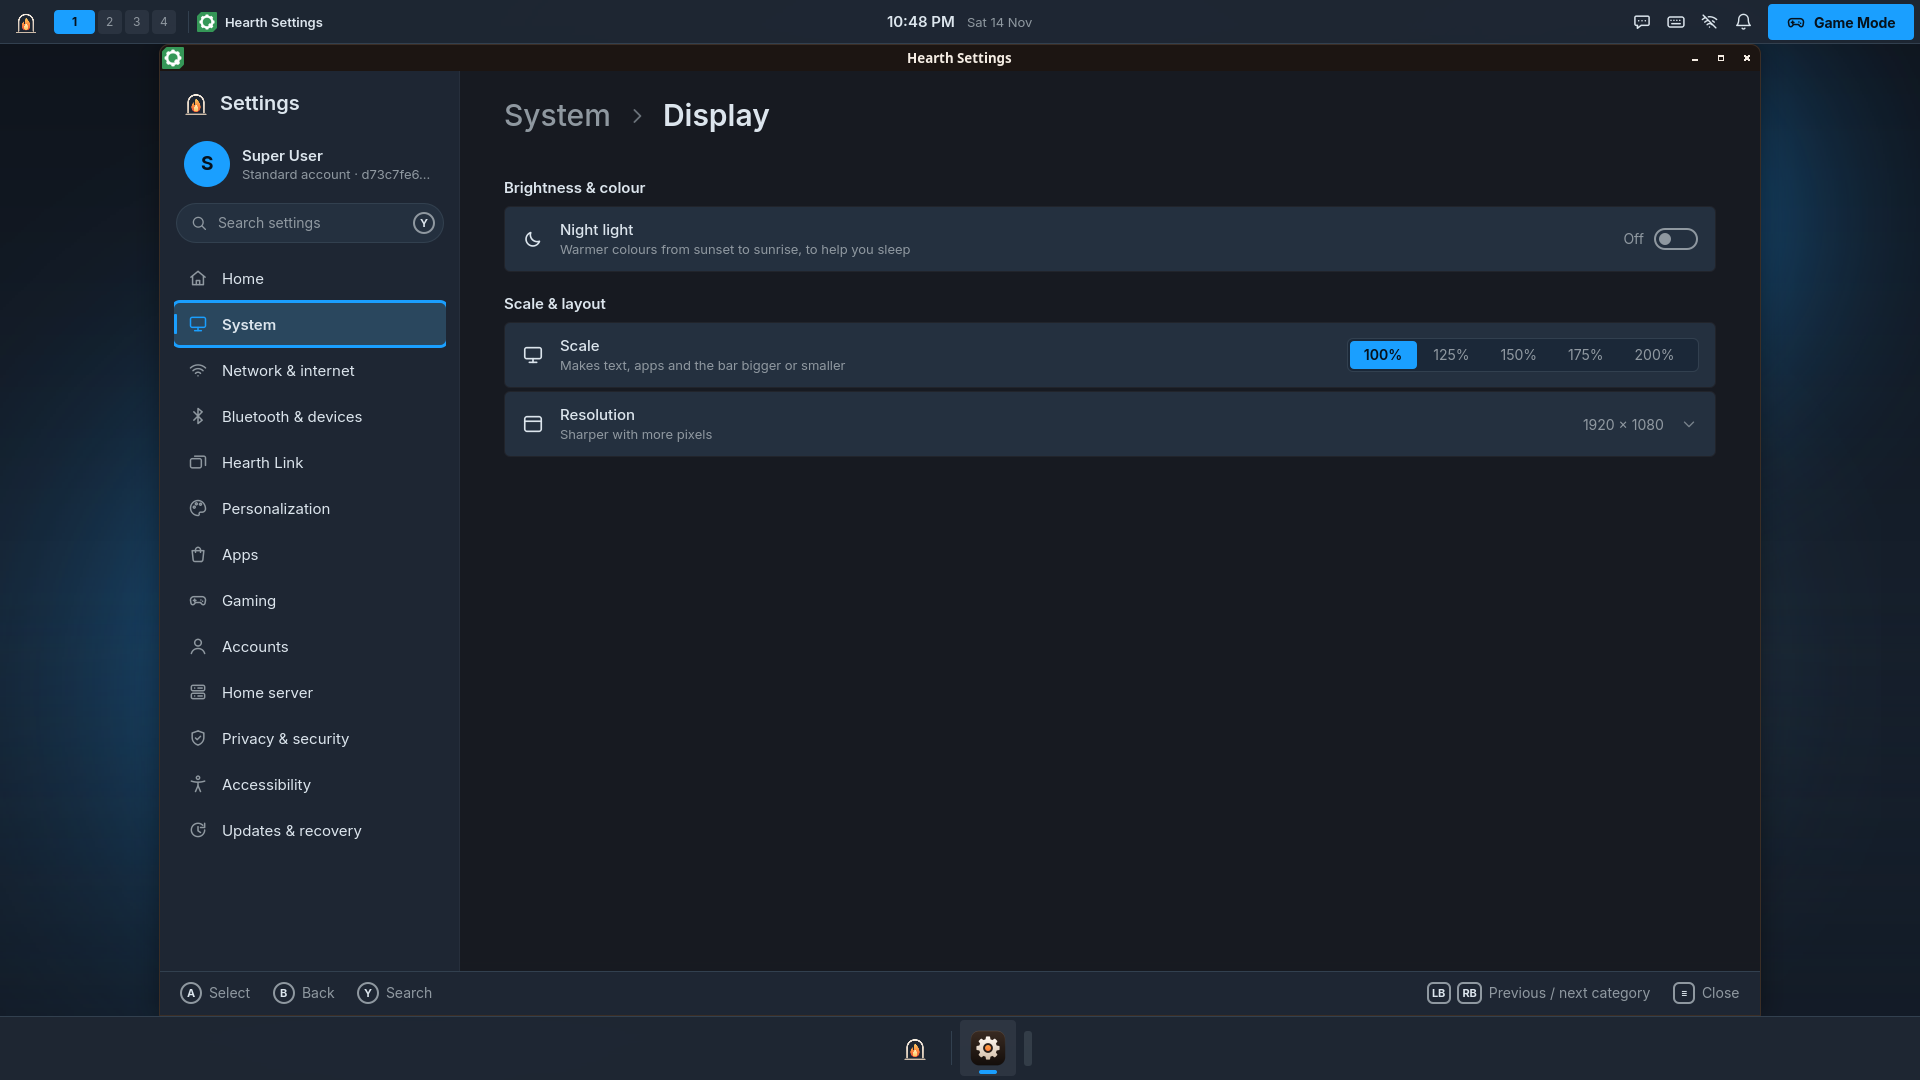 1 2 3 4 Hearth Settings
10:48 PM Sat 14 Nov
Game Mode
Hearth Settings
Settings
S
Super User
Standard account · d73c7fe6...
Search settings Y
Home
System
Network & internet
Bluetooth & devices
Hearth Link
Personalization
Apps
Gaming
Accounts
Home server
Privacy & security
Accessibility
Updates & recovery
System > Display
Brightness & colour
Night light
Warmer colours from sunset to sunrise, to help you sleep
Off
Scale & layout
Scale
Makes text, apps and the bar bigger or smaller
100% 125% 150% 175% 200%
Resolution
Sharper with more pixels
1920 × 1080
A Select B Back Y Search
LB RB Previous / next category ≡ Close